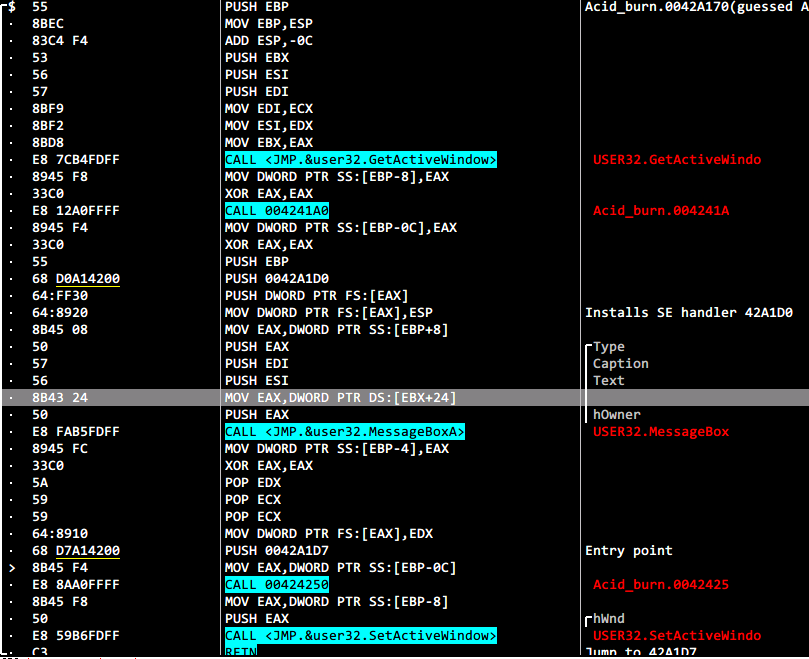 $ 55 PUSH EBP Acid_burn.0042A170(guessed A
· 8BEC MOV EBP,ESP
· 83C4 F4 ADD ESP,-0C
· 53 PUSH EBX
· 56 PUSH ESI
· 57 PUSH EDI
· 8BF9 MOV EDI,ECX
· 8BF2 MOV ESI,EDX
· 8BD8 MOV EBX,EAX
· E8 7CB4FDFF CALL <JMP.&user32.GetActiveWindow> USER32.GetActiveWindo
· 8945 F8 MOV DWORD PTR SS:[EBP-8],EAX
· 33C0 XOR EAX,EAX
· E8 12A0FFFF CALL 004241A0 Acid_burn.004241A
· 8945 F4 MOV DWORD PTR SS:[EBP-0C],EAX
· 33C0 XOR EAX,EAX
· 55 PUSH EBP
· 68 D0A14200 PUSH 0042A1D0
· 64:FF30 PUSH DWORD PTR FS:[EAX]
· 64:8920 MOV DWORD PTR FS:[EAX],ESP Installs SE handler 42A1D0
· 8B45 08 MOV EAX,DWORD PTR SS:[EBP+8]
· 50 PUSH EAX Type
· 57 PUSH EDI Caption
· 56 PUSH ESI Text
· 8B43 24 MOV EAX,DWORD PTR DS:[EBX+24]
· 50 PUSH EAX hOwner
· E8 FAB5FDFF CALL <JMP.&user32.MessageBoxA> USER32.MessageBox
· 8945 FC MOV DWORD PTR SS:[EBP-4],EAX
· 33C0 XOR EAX,EAX
· 5A POP EDX
· 59 POP ECX
· 59 POP ECX
· 64:8910 MOV DWORD PTR FS:[EAX],EDX
· 68 D7A14200 PUSH 0042A1D7 Entry point
> 8B45 F4 MOV EAX,DWORD PTR SS:[EBP-0C]
· E8 8AA0FFFF CALL 00424250 Acid_burn.0042425
· 8B45 F8 MOV EAX,DWORD PTR SS:[EBP-8]
· 50 PUSH EAX hWnd
· E8 59B6FDFF CALL <JMP.&user32.SetActiveWindow> USER32.SetActiveWindo
· C3 RETN Jump to 42A1D7